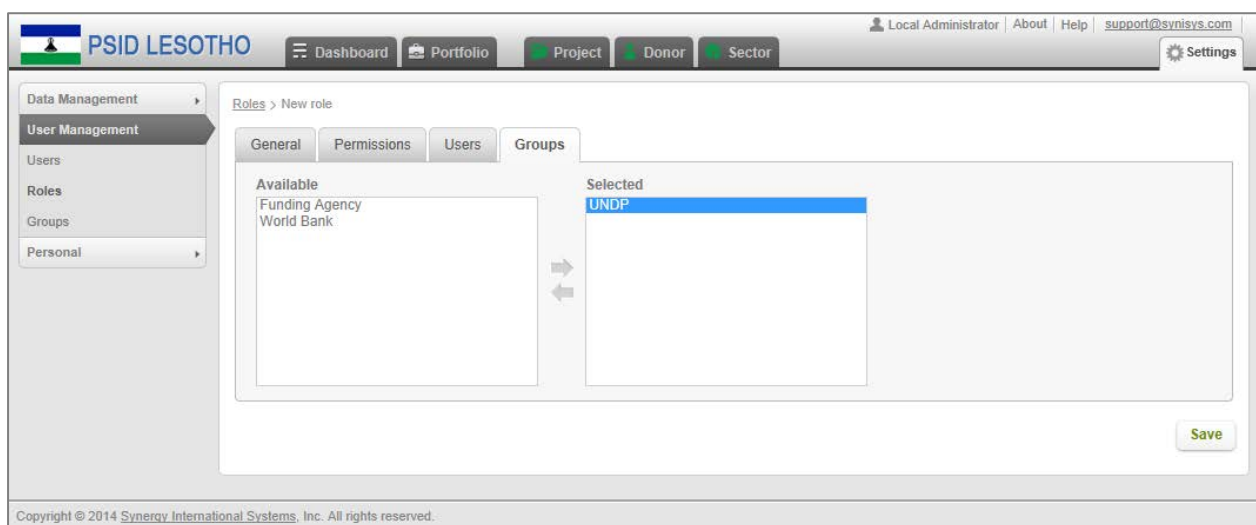 Local Administrator | About | Help | support@synisys.com
PSID LESOTHO
Dashboard Portfolio Project Donor Sector Settings
Data Management
User Management
Users
Roles
Groups
Personal
Roles > New role
General Permissions Users Groups
Available Selected
Funding Agency UNDP
World Bank
Save
Copyright © 2014 Synergy International Systems, Inc. All rights reserved.